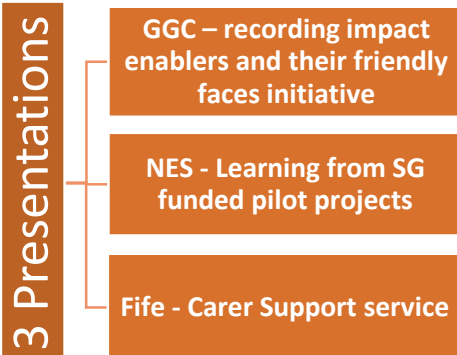 3 Presentations
GGC – recording impact
enablers and their friendly
faces initiative
NES - Learning from SG
funded pilot projects
Fife - Carer Support service